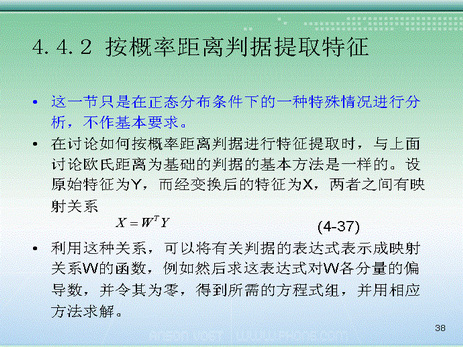 4.4.2 按概率距离判据提取特征
• 这一节只是在正态分布条件下的一种特殊情况进行分
析，不作基本要求。
• 在讨论如何按概率距离判据进行特征提取时，与上面
讨论欧氏距离为基础的判据的基本方法是一样的。设
原始特征为Y，而经变换后的特征为X，两者之间有映
射关系
X = WᵀY (4-37)
• 利用这种关系，可以将有关判据的表达式表示成映射
关系W的函数，例如然后求这表达式对W各分量的偏
导数，并令其为零，得到所需的方程式组，并用相应
方法求解。
38